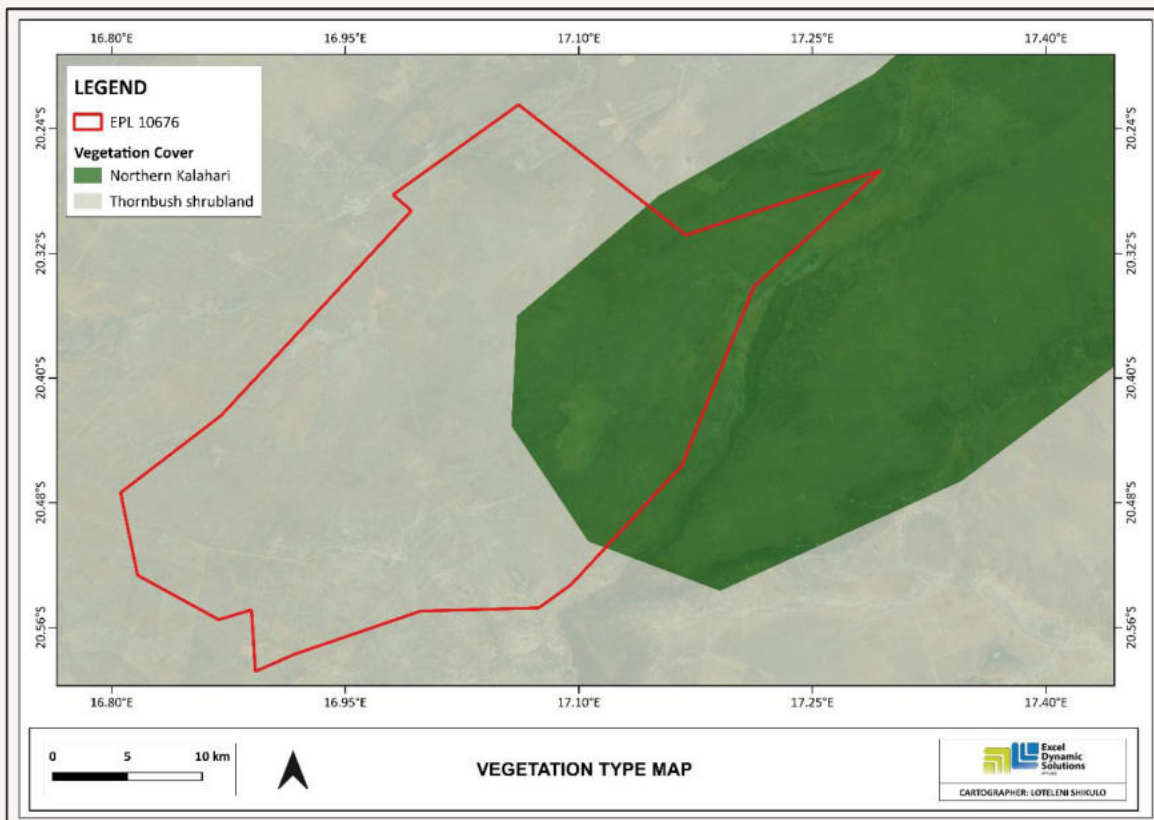 16.80°E 16.95°E 17.10°E 17.25°E 17.40°E
LEGEND
EPL 10676
Vegetation Cover
Northern Kalahari
Thornbush shrubland
20.24°S 20.24°S
20.32°S 20.32°S
20.40°S 20.40°S
20.48°S 20.48°S
20.56°S 20.56°S
16.80°E 16.95°E 17.10°E 17.25°E 17.40°E
0 5 10 km
VEGETATION TYPE MAP
Excel
Dynamic
Solutions
CARTOGRAPHER: LOTELENI SHIKULO